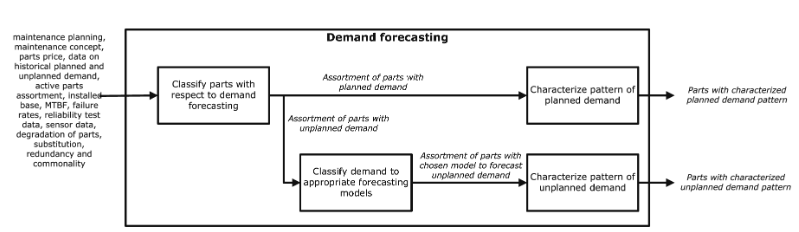 Demand forecasting
maintenance planning,
maintenance concept,
parts price, data on
historical planned and
unplanned demand,
active parts
assortment, installed
base, MTBF, failure
rates, reliability test
data, sensor data,
degradation of parts,
substitution,
redundancy and
commonality
Classify parts with
respect to demand
forecasting
Assortment of parts with
planned demand
Characterize pattern of
planned demand
Parts with characterized
planned demand pattern
Assortment of parts with
unplanned demand
Classify demand to
appropriate forecasting
models
Assortment of parts with
chosen model to forecast
unplanned demand
Characterize pattern of
unplanned demand
Parts with characterized
unplanned demand pattern